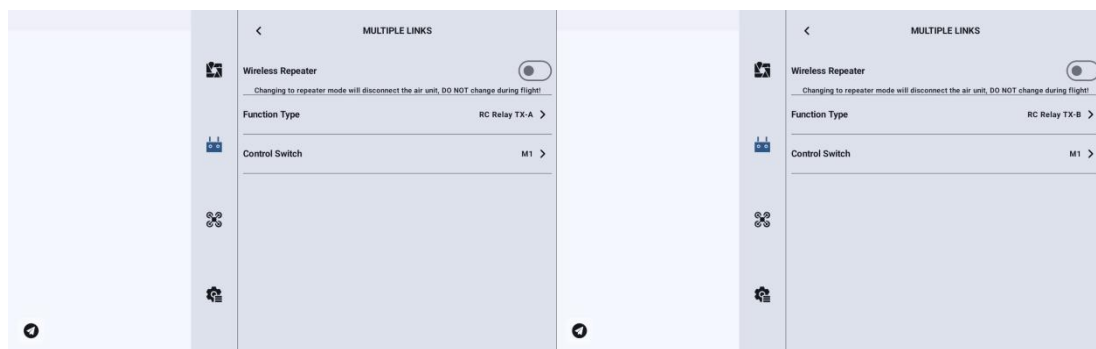 MULTIPLE LINKS
Wireless Repeater
Changing to repeater mode will disconnect the air unit, DO NOT change during flight!
Function Type RC Relay TX-A
Control Switch M1
MULTIPLE LINKS
Wireless Repeater
Changing to repeater mode will disconnect the air unit, DO NOT change during flight!
Function Type RC Relay TX-B
Control Switch M1